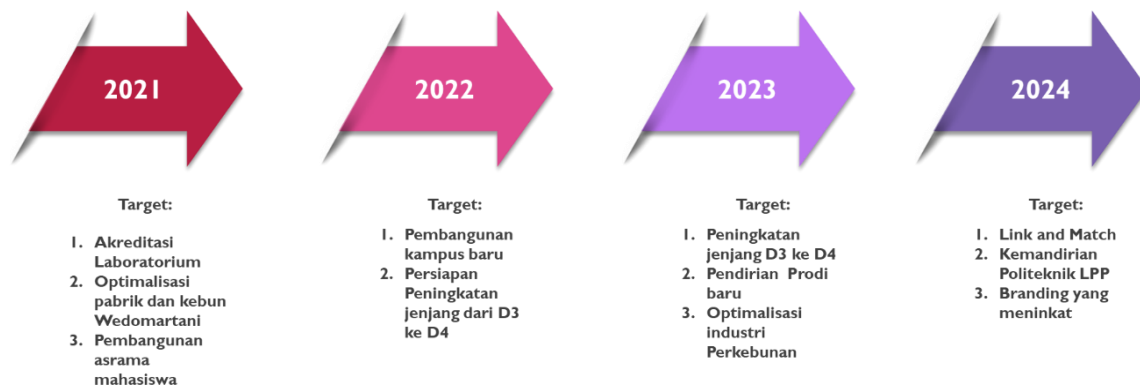 2021
Target:
1. Akreditasi
Laboratorium
2. Optimalisasi
pabrik dan kebun
Wedomartani
3. Pembangunan
asrama
mahasiswa
2022
Target:
1. Pembangunan
kampus baru
2. Persiapan
Peningkatan
jenjang dari D3
ke D4
2023
Target:
1. Peningkatan
jenjang D3 ke D4
2. Pendirian Prodi
baru
3. Optimalisasi
industri
Perkebunan
2024
Target:
1. Link and Match
2. Kemandirian
Politeknik LPP
3. Branding yang
meninkat